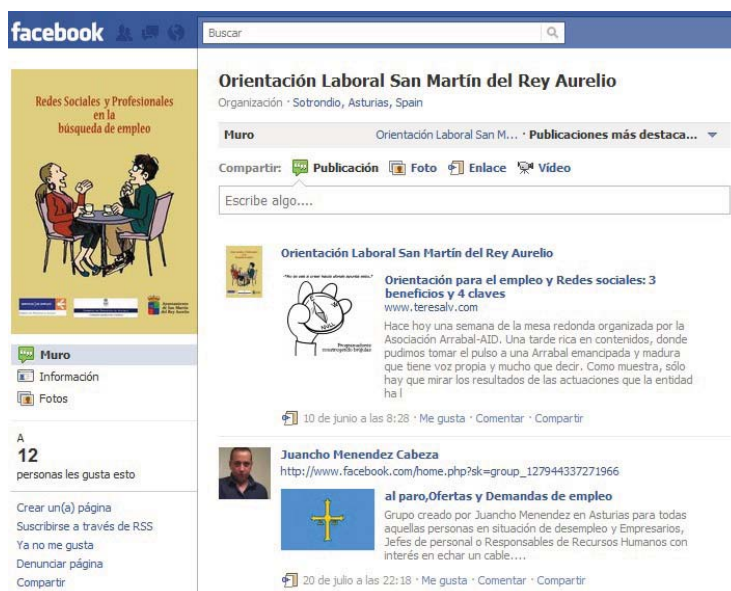 facebook
Buscar
Redes Sociales y Profesionales
en la
búsqueda de empleo
Muro
Información
Fotos
A
12
personas les gusta esto
Crear un(a) página
Suscribirse a través de RSS
Ya no me gusta
Denunciar página
Compartir
Orientación Laboral San Martín del Rey Aurelio
Organización · Sotrondio, Asturias, Spain
Muro Orientación Laboral San M... · Publicaciones más destaca...
Compartir: Publicación Foto Enlace Vídeo
Escribe algo....
Orientación Laboral San Martín del Rey Aurelio
Orientación para el empleo y Redes sociales: 3
beneficios y 4 claves
www.teresalv.com
Hace hoy una semana de la mesa redonda organizada por la
Asociación Arrabal-AID. Una tarde rica en contenidos, donde
pudimos tomar el pulso a una Arrabal emancipada y madura
que tiene voz propia y mucho que decir. Como muestra, sólo
hay que mirar los resultados de las actuaciones que la entidad
ha l
10 de junio a las 8:28 · Me gusta · Comentar · Compartir
Juancho Menendez Cabeza
http://www.facebook.com/home.php?sk=group_127944337271966
al paro,Ofertas y Demandas de empleo
Grupo creado por Juancho Menendez en Asturias para todas
aquellas personas en situación de desempleo y Empresarios,
Jefes de personal o Responsables de Recursos Humanos con
interés en echar un cable....
20 de julio a las 22:18 · Me gusta · Comentar · Compartir